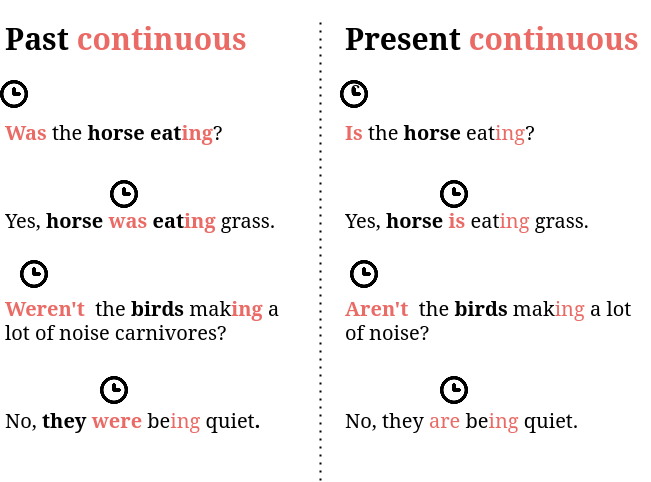 Past continuous
Was the horse eating?
Yes, horse was eating grass.
Weren't the birds making a
lot of noise carnivores?
No, they were being quiet.
Present continuous
Is the horse eating?
Yes, horse is eating grass.
Aren't the birds making a lot
of noise?
No, they are being quiet.